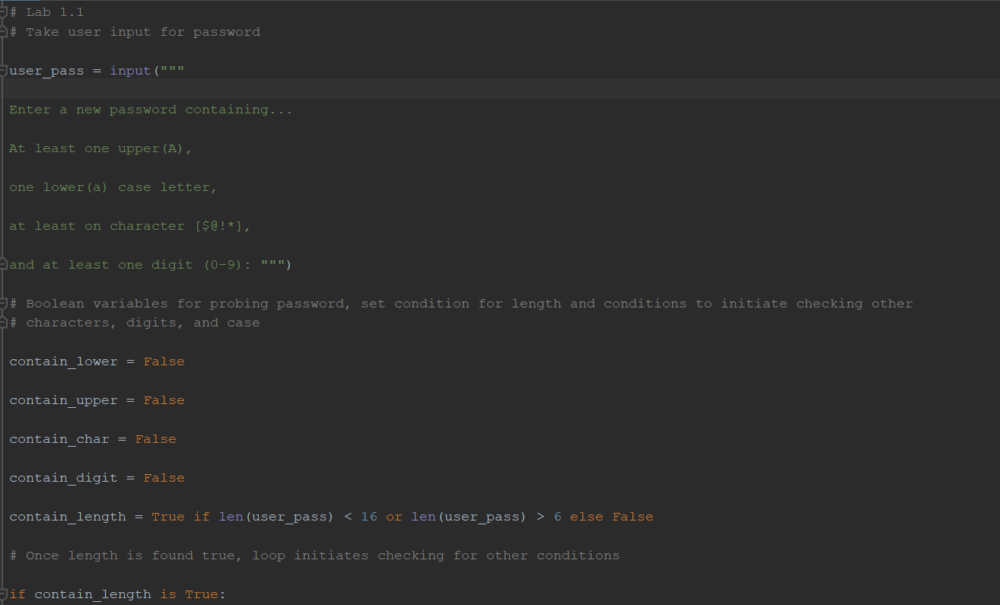 # Lab 1.1
# Take user input for password
user_pass = input("""
Enter a new password containing...
At least one upper(A),
one lower(a) case letter,
at least on character [$@!*],
and at least one digit (0-9): """)
# Boolean variables for probing password, set condition for length and conditions to initiate checking other
# characters, digits, and case
contain_lower = False
contain_upper = False
contain_char = False
contain_digit = False
contain_length = True if len(user_pass) < 16 or len(user_pass) > 6 else False
# Once length is found true, loop initiates checking for other conditions
if contain_length is True: